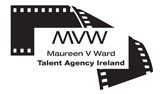 MVW
Maureen V Ward
Talent Agency Ireland